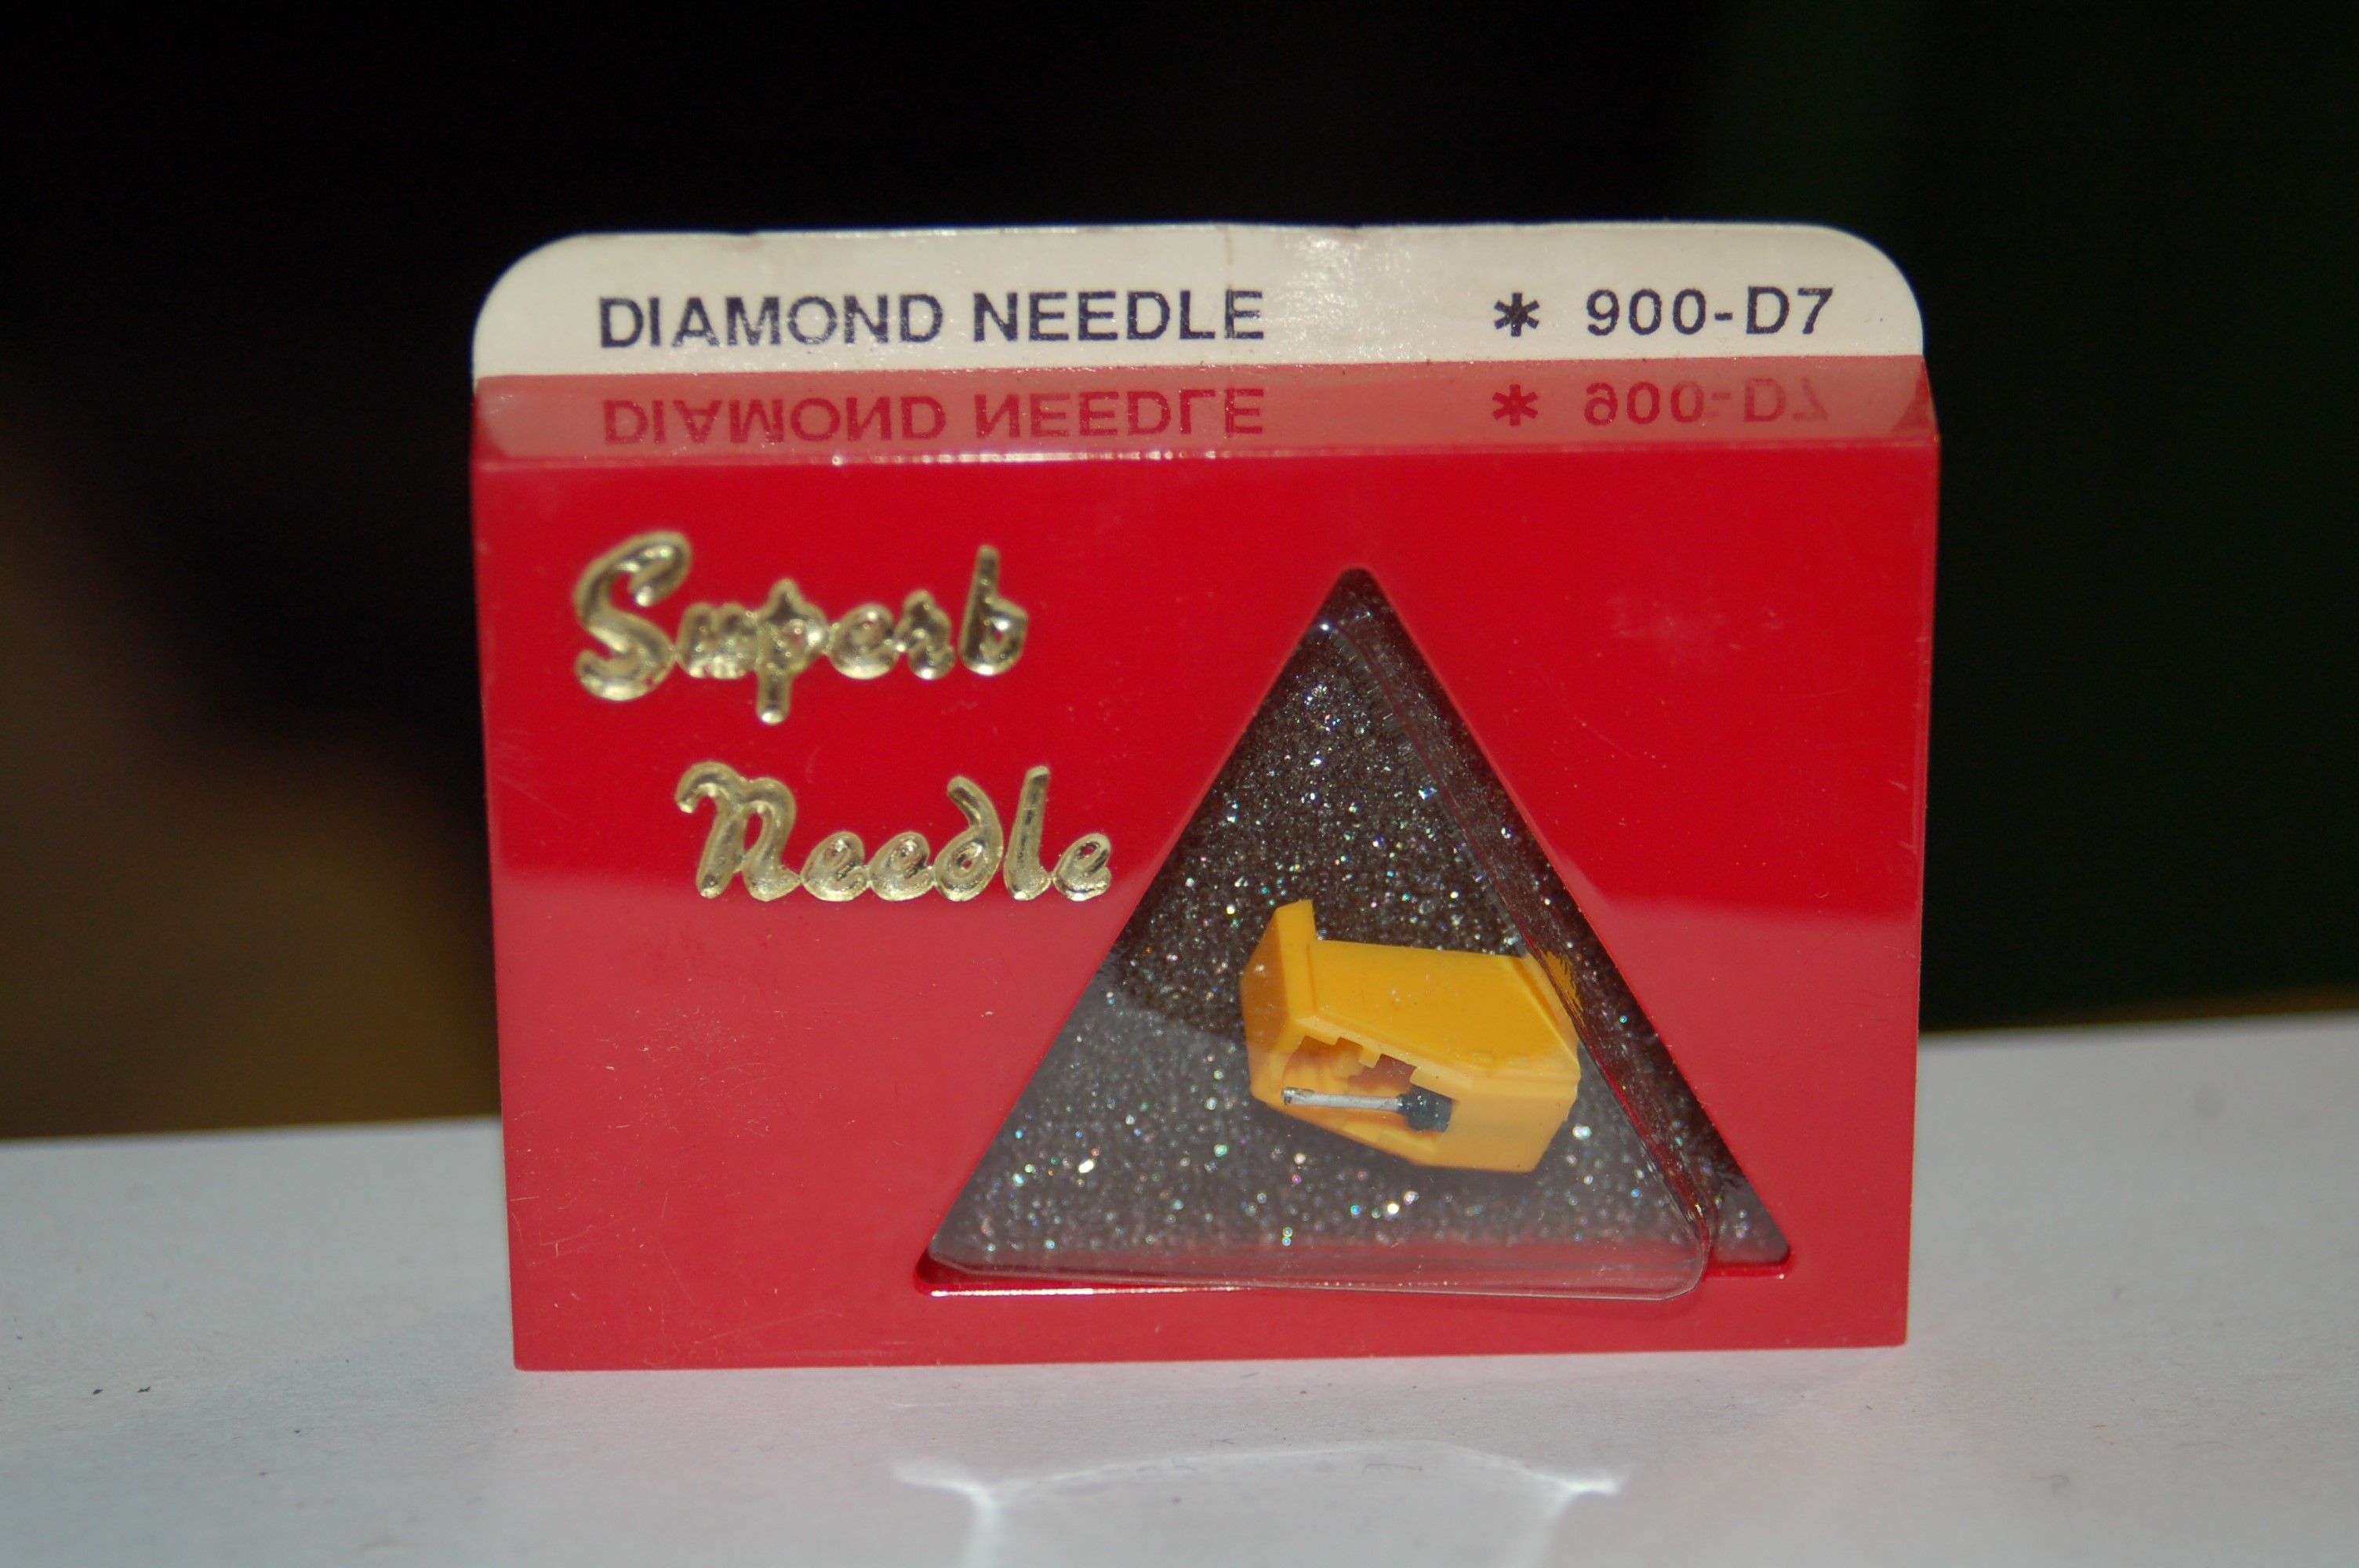 DIAMOND NEEDLE * 900-D7
Superb
Needle